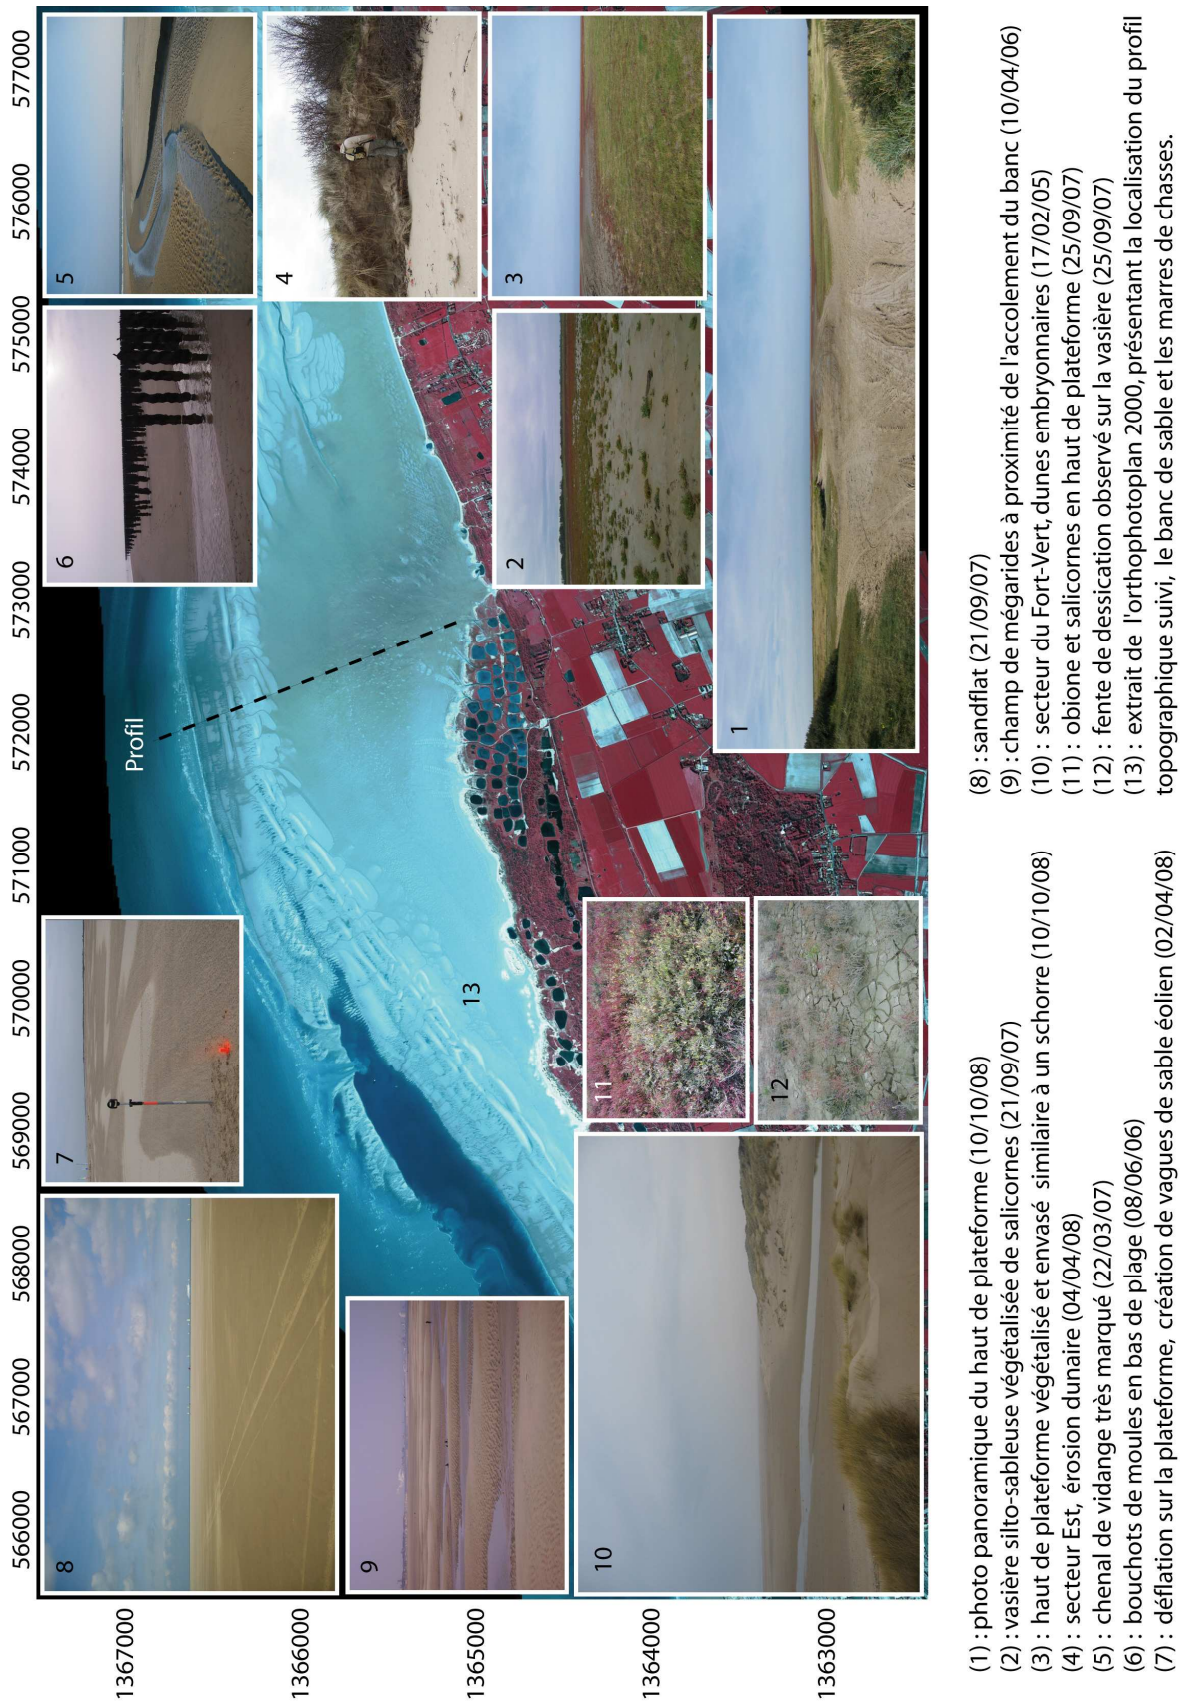 566000 567000 568000 569000 570000 571000 572000 573000 574000 575000 576000 577000
1367000
1366000
1365000
1364000
1363000
8
7
Profil
6
5
9
13
4
10
11
12
2
3
1
(1) : photo panoramique du haut de plateforme (10/10/08)
(2) : vasière silto-sableuse végétalisée de salicornes (21/09/07)
(3) : haut de plateforme végétalisé et envasé similaire à un schorre (10/10/08)
(4) : secteur Est, érosion dunaire (04/04/08)
(5) : chenal de vidange très marqué (22/03/07)
(6) : bouchots de moules en bas de plage (08/06/06)
(7) : déflation sur la plateforme, création de vagues de sable éolien (02/04/08)
(8) : sandflat (21/09/07)
(9) : champ de mégarides à proximité de l'accolement du banc (10/04/06)
(10) : secteur du Fort-Vert, dunes embryonnaires (17/02/05)
(11) : obione et salicornes en haut de plateforme (25/09/07)
(12) : fente de dessication observé sur la vasière (25/09/07)
(13) : extrait de l'orthophotoplan 2000, présentant la localisation du profil
topographique suivi, le banc de sable et les marres de chasses.